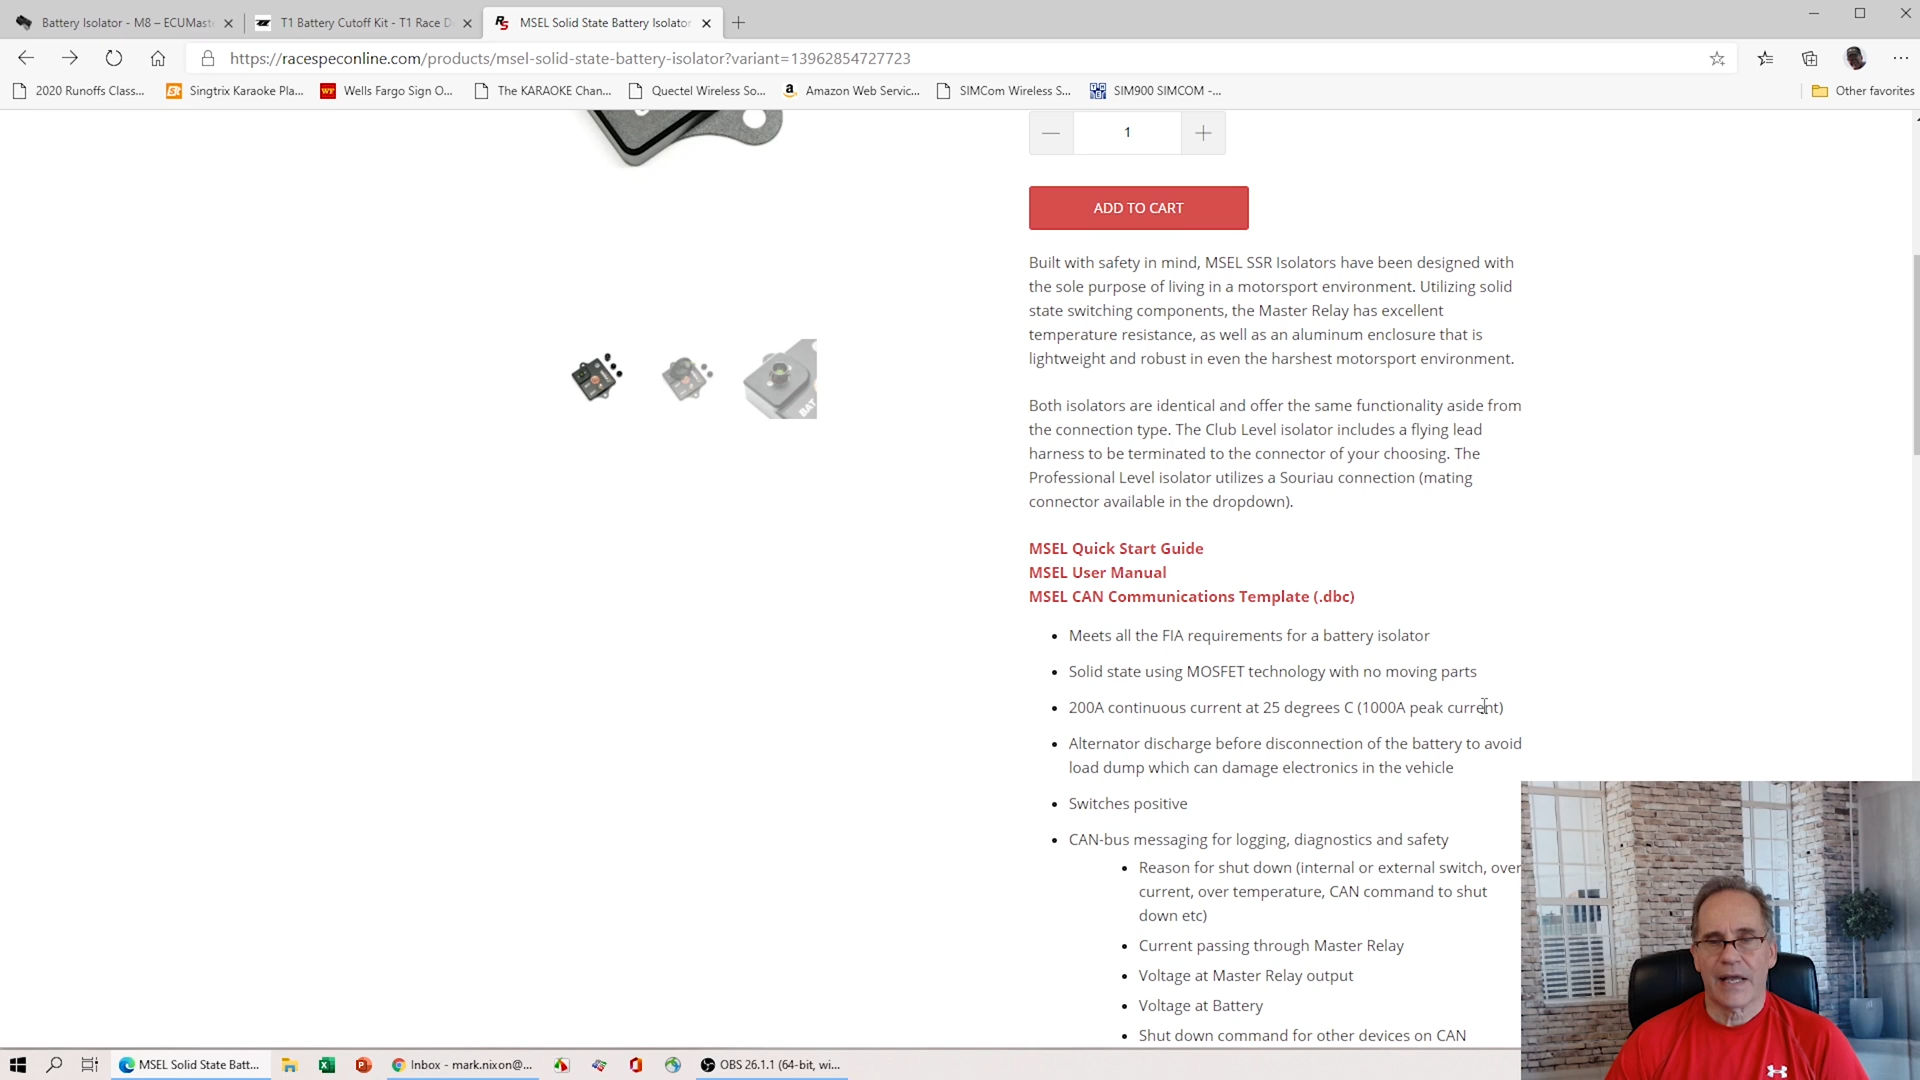 Battery Isolator - M8 – ECUMast
T1 Battery Cutoff Kit - T1 Race D
RS
MSEL Solid State Battery Isolator
https://racespeconline.com/products/msel-solid-state-battery-isolator?variant=13962854727723
2020 Runoffs Class...
Singtrix Karaoke Pla...
WF
Wells Fargo Sign O...
The KARAOKE Chan...
Quectel Wireless So...
Amazon Web Servic...
SIMCom Wireless S...
SIM900 SIMCOM -...
Other favorites
1
ADD TO CART
Built with safety in mind, MSEL SSR Isolators have been designed with
the sole purpose of living in a motorsport environment. Utilizing solid
state switching components, the Master Relay has excellent
temperature resistance, as well as an aluminum enclosure that is
lightweight and robust in even the harshest motorsport environment.
Both isolators are identical and offer the same functionality aside from
the connection type. The Club Level isolator includes a flying lead
harness to be terminated to the connector of your choosing. The
Professional Level isolator utilizes a Souriau connection (mating
connector available in the dropdown).
BAT
MSEL Quick Start Guide
MSEL User Manual
MSEL CAN Communications Template (.dbc)
Meets all the FIA requirements for a battery isolator
Solid state using MOSFET technology with no moving parts
200A continuous current at 25 degrees C (1000A peak current)
Alternator discharge before disconnection of the battery to avoid
load dump which can damage electronics in the vehicle
Switches positive
CAN-bus messaging for logging, diagnostics and safety
Reason for shut down (internal or external switch, over
current, over temperature, CAN command to shut
down etc)
Current passing through Master Relay
Voltage at Master Relay output
Voltage at Battery
Shut down command for other devices on CAN
MSEL Solid State Batt...
Inbox - mark.nixon@...
OBS 26.1.1 (64-bit, wi...